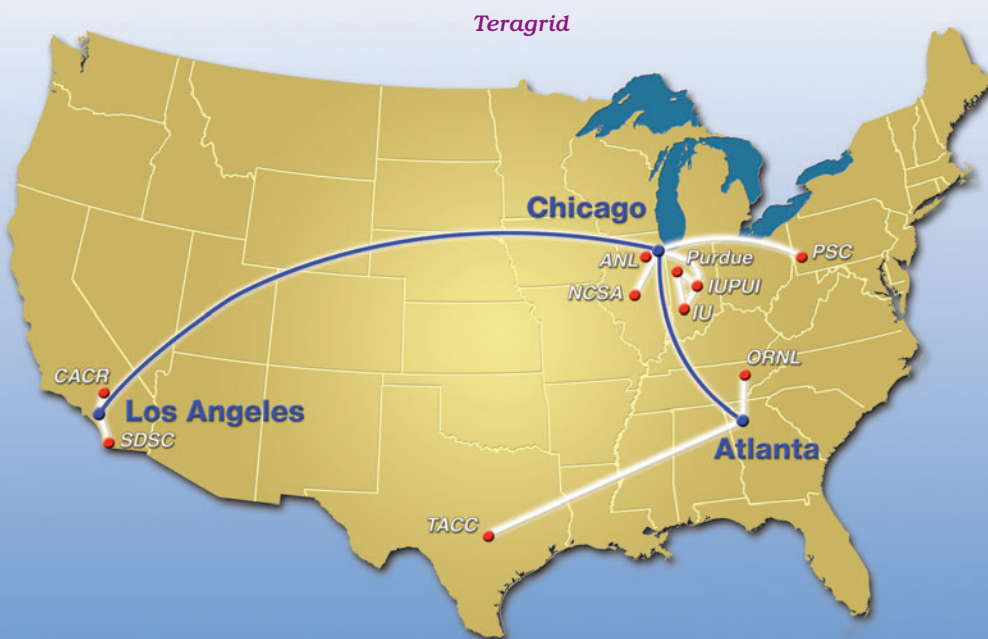 Teragrid
Chicago
ANL
Purdue
PSC
NCSA
IUPUI
IU
ORNL
CACR
Los Angeles
SDSC
Atlanta
TACC